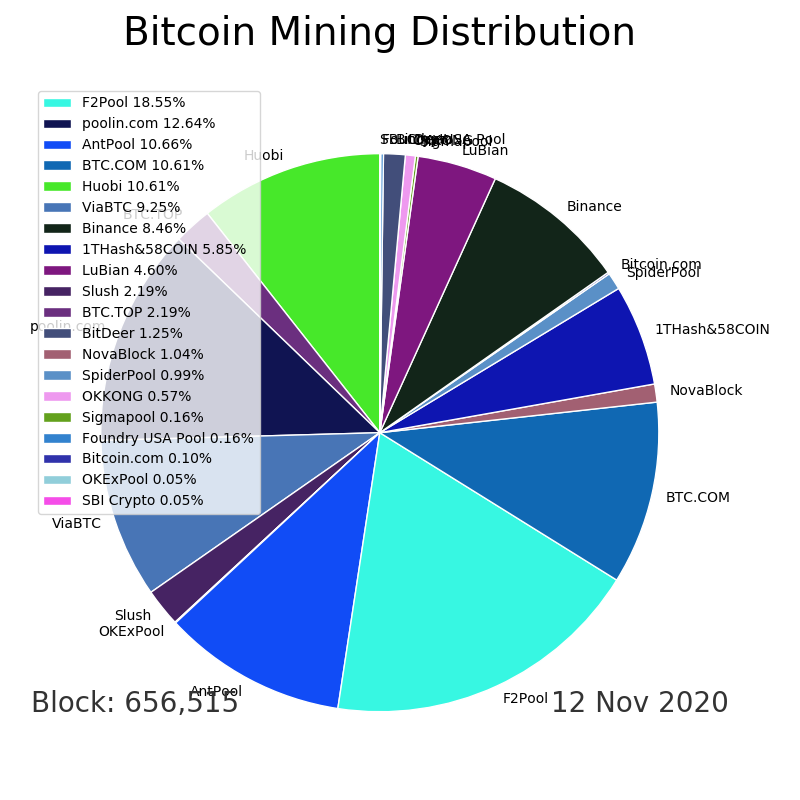 Bitcoin Mining Distribution
F2Pool 18.55%
poolin.com 12.64%
AntPool 10.66%
BTC.COM 10.61%
Huobi 10.61%
ViaBTC 9.25%
Binance 8.46%
1THash&58COIN 5.85%
LuBian 4.60%
Slush 2.19%
BTC.TOP 2.19%
BitDeer 1.25%
NovaBlock 1.04%
SpiderPool 0.99%
OKKONG 0.57%
Sigmapool 0.16%
Foundry USA Pool 0.16%
Bitcoin.com 0.10%
OKExPool 0.05%
SBI Crypto 0.05%
Huobi
BTC.TOP
poolin.com
ViaBTC
Slush
OKExPool
AntPool
F2Pool
BTC.COM
NovaBlock
1THash&58COIN
SpiderPool
Bitcoin.com
Binance
LuBian
Block: 656,515
12 Nov 2020